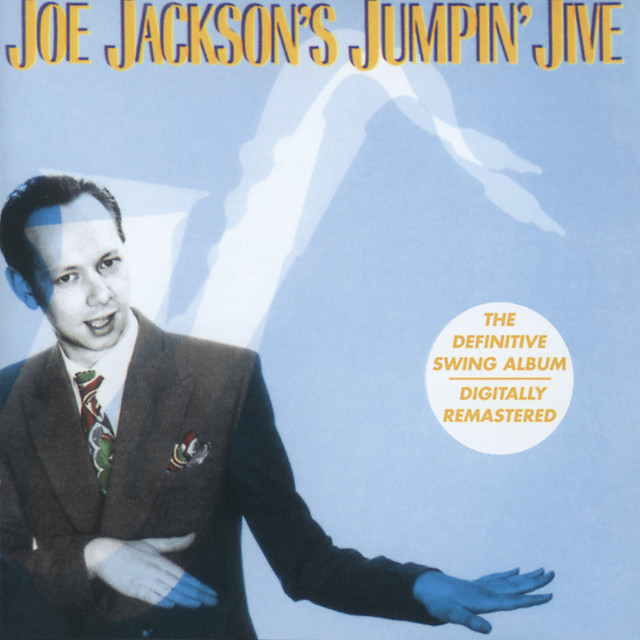 JOE JACKSON'S JUMPIN' JIVE
THE
DEFINITIVE
SWING ALBUM
DIGITALLY
REMASTERED